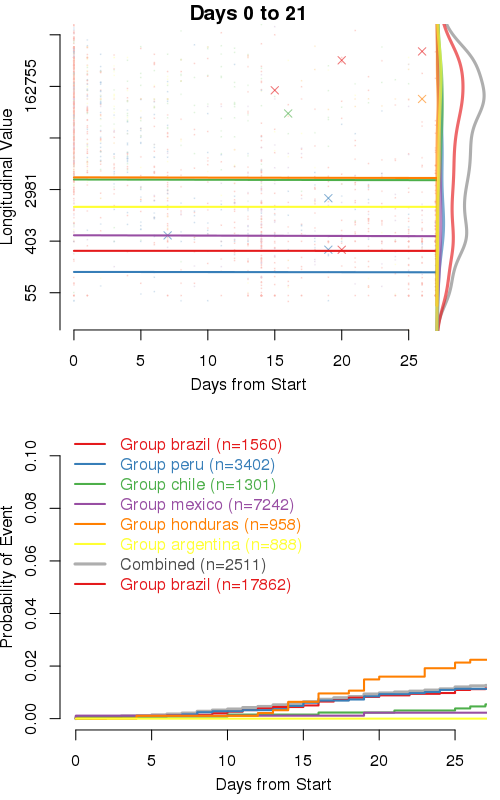 Days 0 to 21
Longitudinal Value
162755
2981
403
55
0 5 10 15 20 25
Days from Start
Group brazil (n=1560)
Group peru (n=3402)
Group chile (n=1301)
Group mexico (n=7242)
Group honduras (n=958)
Group argentina (n=888)
Combined (n=2511)
Group brazil (n=17862)
Probability of Event
0.10
0.08
0.06
0.04
0.02
0.00
0 5 10 15 20 25
Days from Start